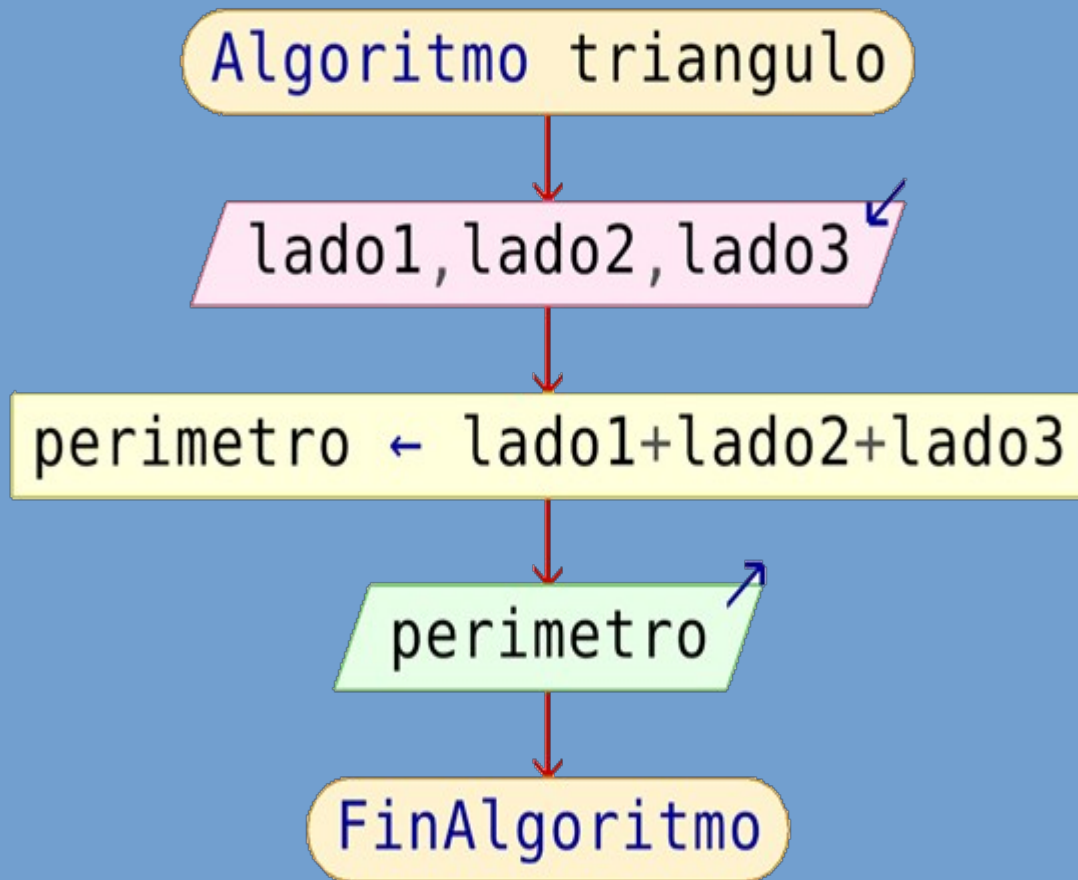 Algoritmo triangulo
lado1,lado2,lado3
perimetro ← lado1+lado2+lado3
perimetro
FinAlgoritmo